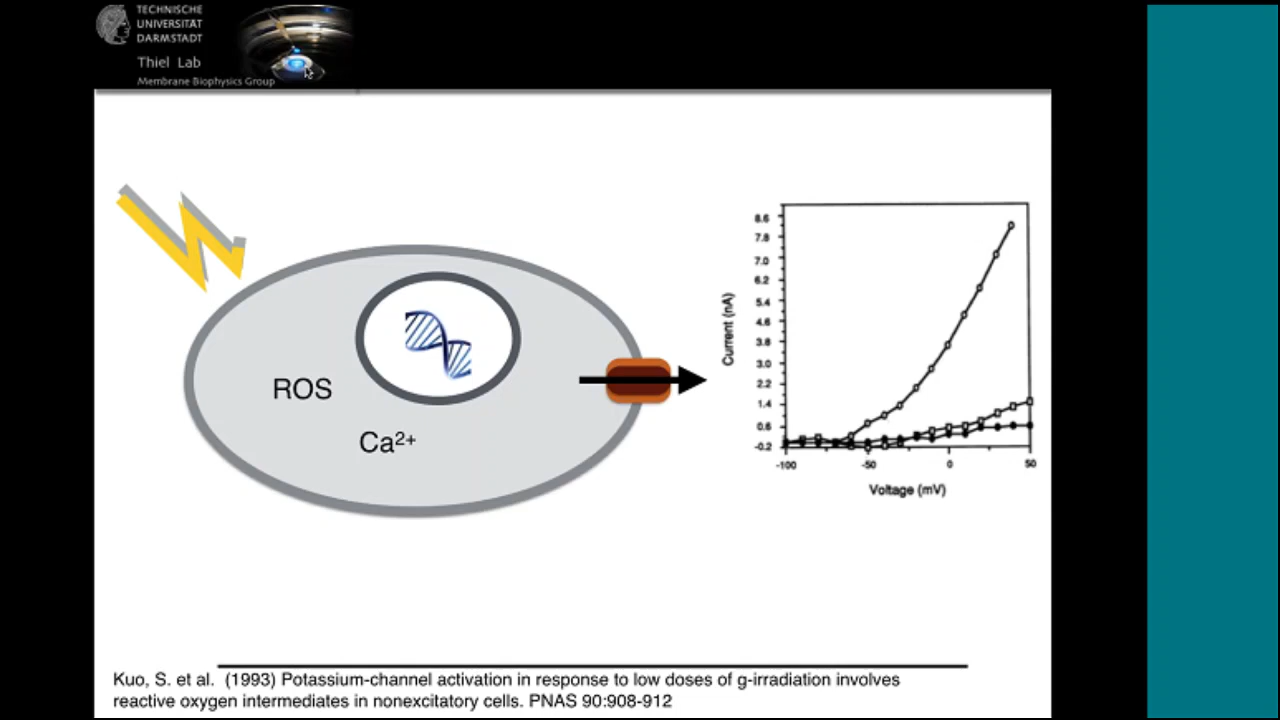 TECHNISCHE
UNIVERSITÄT
DARMSTADT
Thiel Lab
Membrane Biophysics Group
ROS
Ca²⁺
Current (nA)
8.6
7.8
7.0
6.2
5.4
4.6
3.8
3.0
2.2
1.4
0.6
-0.2
-100
-50
0
50
Voltage (mV)
Kuo, S. et al. (1993) Potassium-channel activation in response to low doses of g-irradiation involves
reactive oxygen intermediates in nonexcitatory cells. PNAS 90:908-912